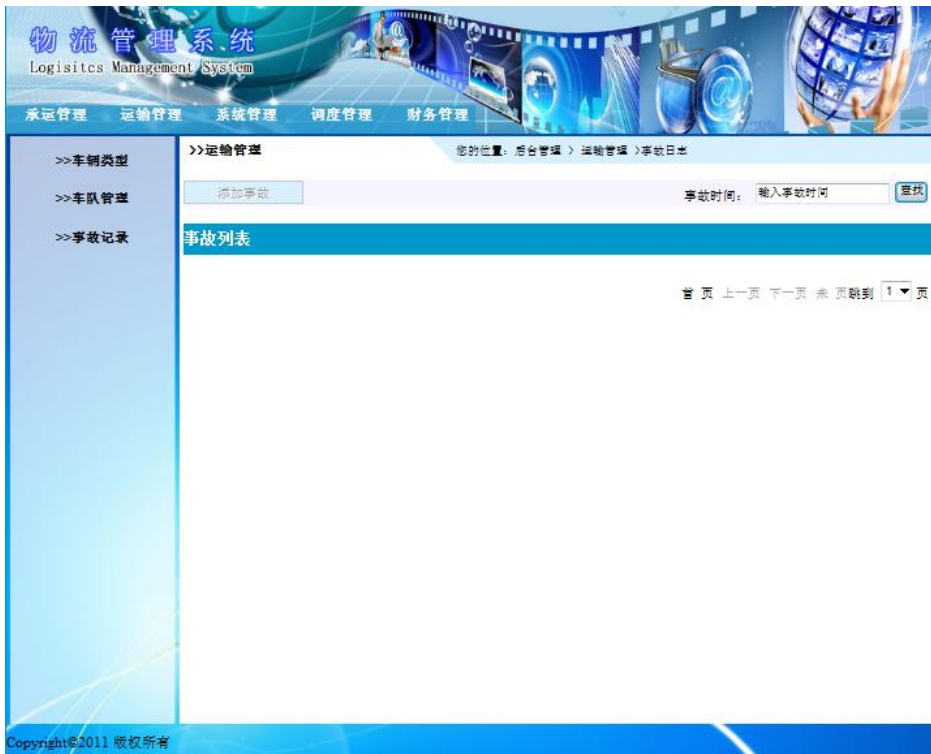 物流管理系统
Logisitcs Management System
承运管理 运输管理 系统管理 调度管理 财务管理
>>车辆类型
>>车队管理
>>事故记录
>>运输管理
您的位置：后台管理 > 运输管理 >事故日志
添加事故
事故时间： 输入事故时间 查找
事故列表
首 页 上一页 下一页 末 页跳到 1 页
Copyright©2011 版权所有